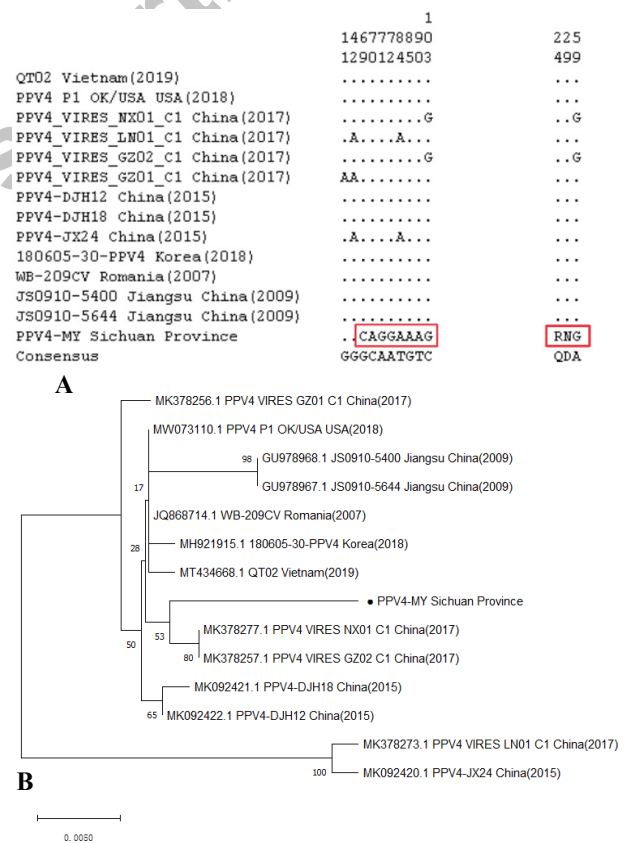 1
1467778890 225
1290124503 499
QT02 Vietnam(2019) .......... ...
PPV4 P1 OK/USA USA(2018) .......... ...
PPV4_VIRES_NX01_C1 China(2017) .........G ..G
PPV4_VIRES_LN01_C1 China(2017) .A....A... ...
PPV4_VIRES_GZ02_C1 China(2017) .........G ..G
PPV4_VIRES_GZ01_C1 China(2017) AA........ ...
PPV4-DJH12 China(2015) .......... ...
PPV4-DJH18 China(2015) .......... ...
PPV4-JX24 China(2015) .A....A... ...
180605-30-PPV4 Korea(2018) .......... ...
WB-209CV Romania(2007) .......... ...
JS0910-5400 Jiangsu China(2009) .......... ...
JS0910-5644 Jiangsu China(2009) .......... ...
PPV4-MY Sichuan Province ..CAGGAAAG RNG
Consensus GGGCAATGTC QDA
A
MK378256.1 PPV4 VIRES GZ01 C1 China(2017)
MW073110.1 PPV4 P1 OK/USA USA(2018)
98 GU978968.1 JS0910-5400 Jiangsu China(2009)
17 GU978967.1 JS0910-5644 Jiangsu China(2009)
JQ868714.1 WB-209CV Romania(2007)
28 MH921915.1 180605-30-PPV4 Korea(2018)
MT434668.1 QT02 Vietnam(2019)
● PPV4-MY Sichuan Province
50 53 MK378277.1 PPV4 VIRES NX01 C1 China(2017)
80 MK378257.1 PPV4 VIRES GZ02 C1 China(2017)
MK092421.1 PPV4-DJH18 China(2015)
65 MK092422.1 PPV4-DJH12 China(2015)
MK378273.1 PPV4 VIRES LN01 C1 China(2017)
100 MK092420.1 PPV4-JX24 China(2015)
B
0.0050